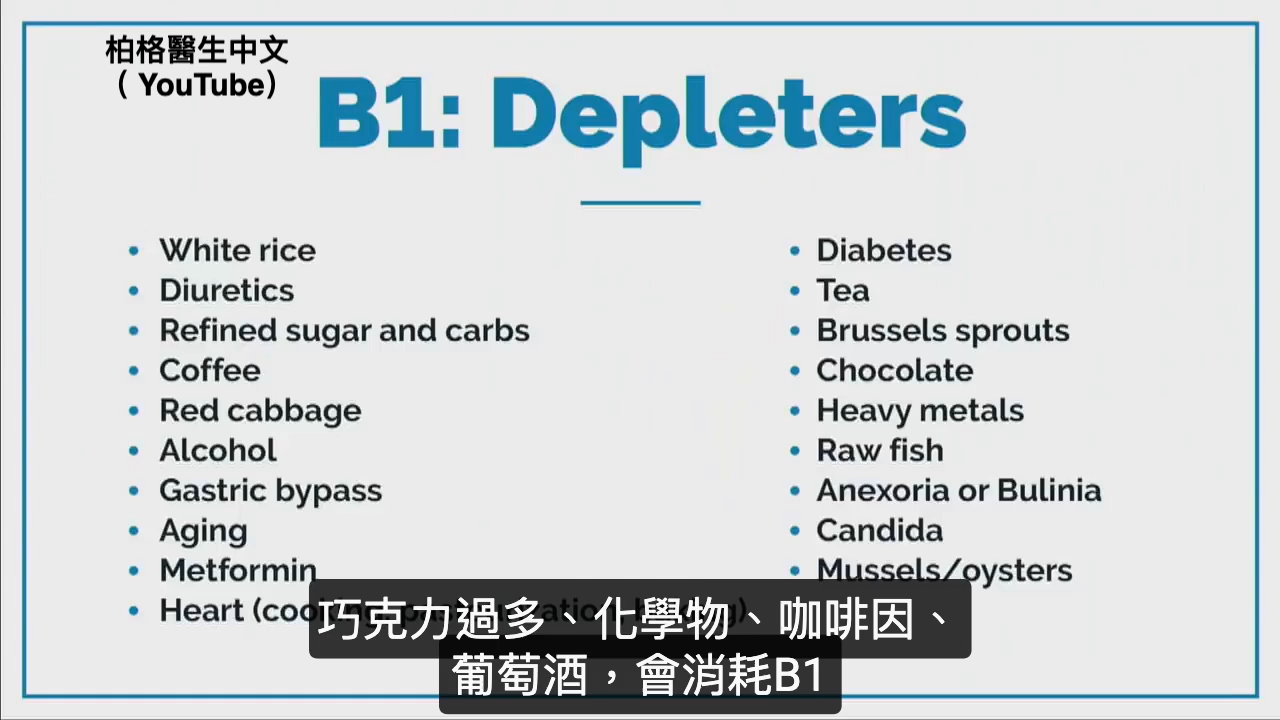 柏格醫生中文
（ YouTube）
B1: Depleters
• White rice
• Diuretics
• Refined sugar and carbs
• Coffee
• Red cabbage
• Alcohol
• Gastric bypass
• Aging
• Metformin
• Heart
• Diabetes
• Tea
• Brussels sprouts
• Chocolate
• Heavy metals
• Raw fish
• Anexoria or Bulinia
• Candida
• Mussels/oysters
巧克力過多、化學物、咖啡因、
葡萄酒，會消耗B1